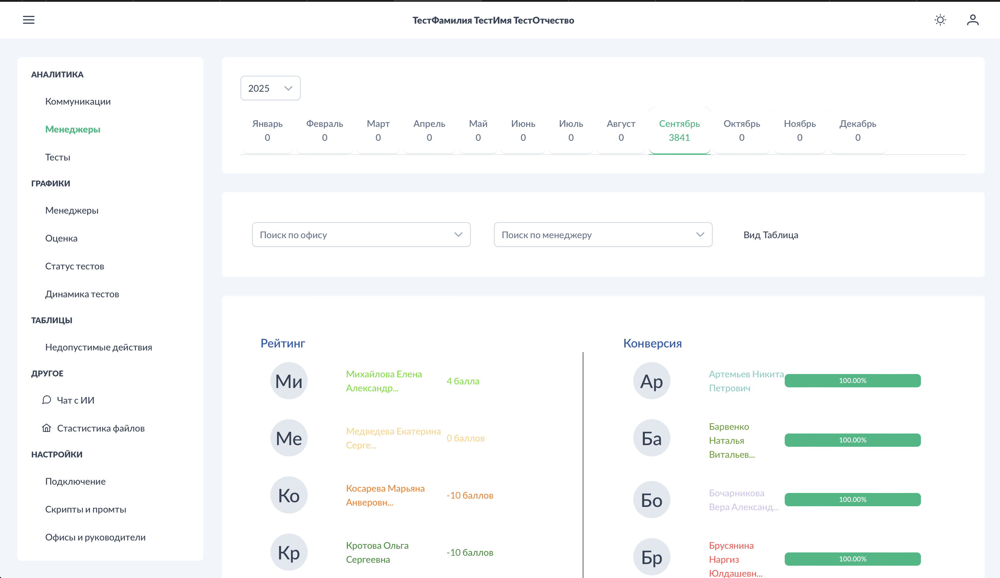 ТестФамилия ТестИмя ТестОтчество
АНАЛИТИКА
Коммуникации
Менеджеры
Тесты
ГРАФИКИ
Менеджеры
Оценка
Статус тестов
Динамика тестов
ТАБЛИЦЫ
Недопустимые действия
ДРУГОЕ
Чат с ИИ
Стастистика файлов
НАСТРОЙКИ
Подключение
Скрипты и промты
Офисы и руководители
2025
Январь Февраль Март Апрель Май Июнь Июль Август Сентябрь Октябрь Ноябрь Декабрь
0 0 0 0 0 0 0 0 3841 0 0 0
Поиск по офису
Поиск по менеджеру
Вид Таблица
Рейтинг
Ми
Михайлова Елена
Александр...
4 балла
Ме
Медведева Екатерина
Серге...
0 баллов
Ко
Косарева Марьяна
Анверовн...
-10 баллов
Кр
Кротова Ольга
Сергеевна
-10 баллов
Конверсия
Ар
Артемьев Никита
Петрович
100.00%
Ба
Барвенко
Наталья
Витальев...
100.00%
Бо
Бочарникова
Вера Александ...
100.00%
Бр
Брусянина
Наргиз
Юлдашевн...
100.00%